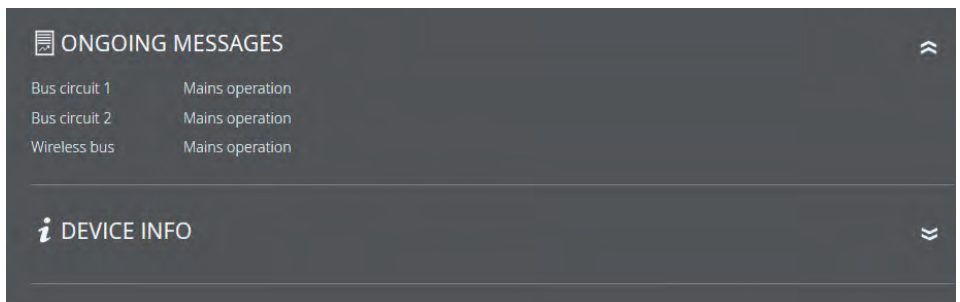 ONGOING MESSAGES
Bus circuit 1 Mains operation
Bus circuit 2 Mains operation
Wireless bus Mains operation
DEVICE INFO